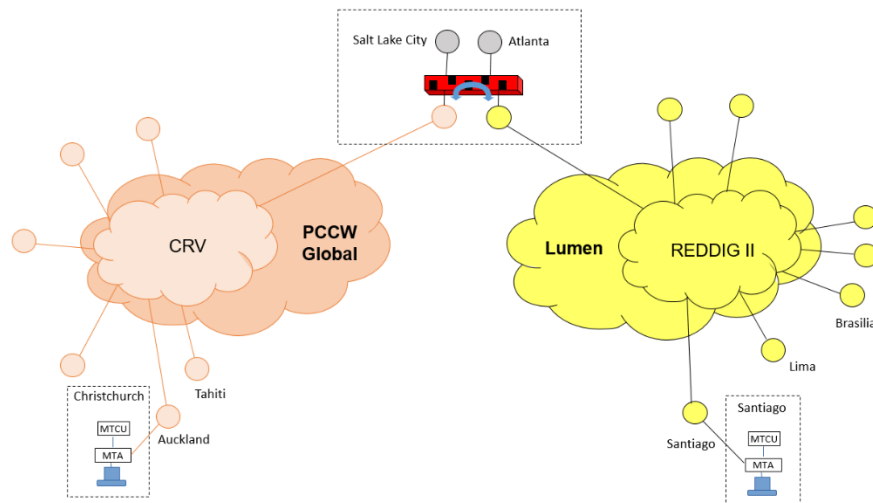 Salt Lake City
Atlanta
CRV
PCCW
Global
Lumen
REDDIG II
Brasilia
Lima
Tahiti
Christchurch
MTCU
MTA
Auckland
Santiago
Santiago
MTCU
MTA